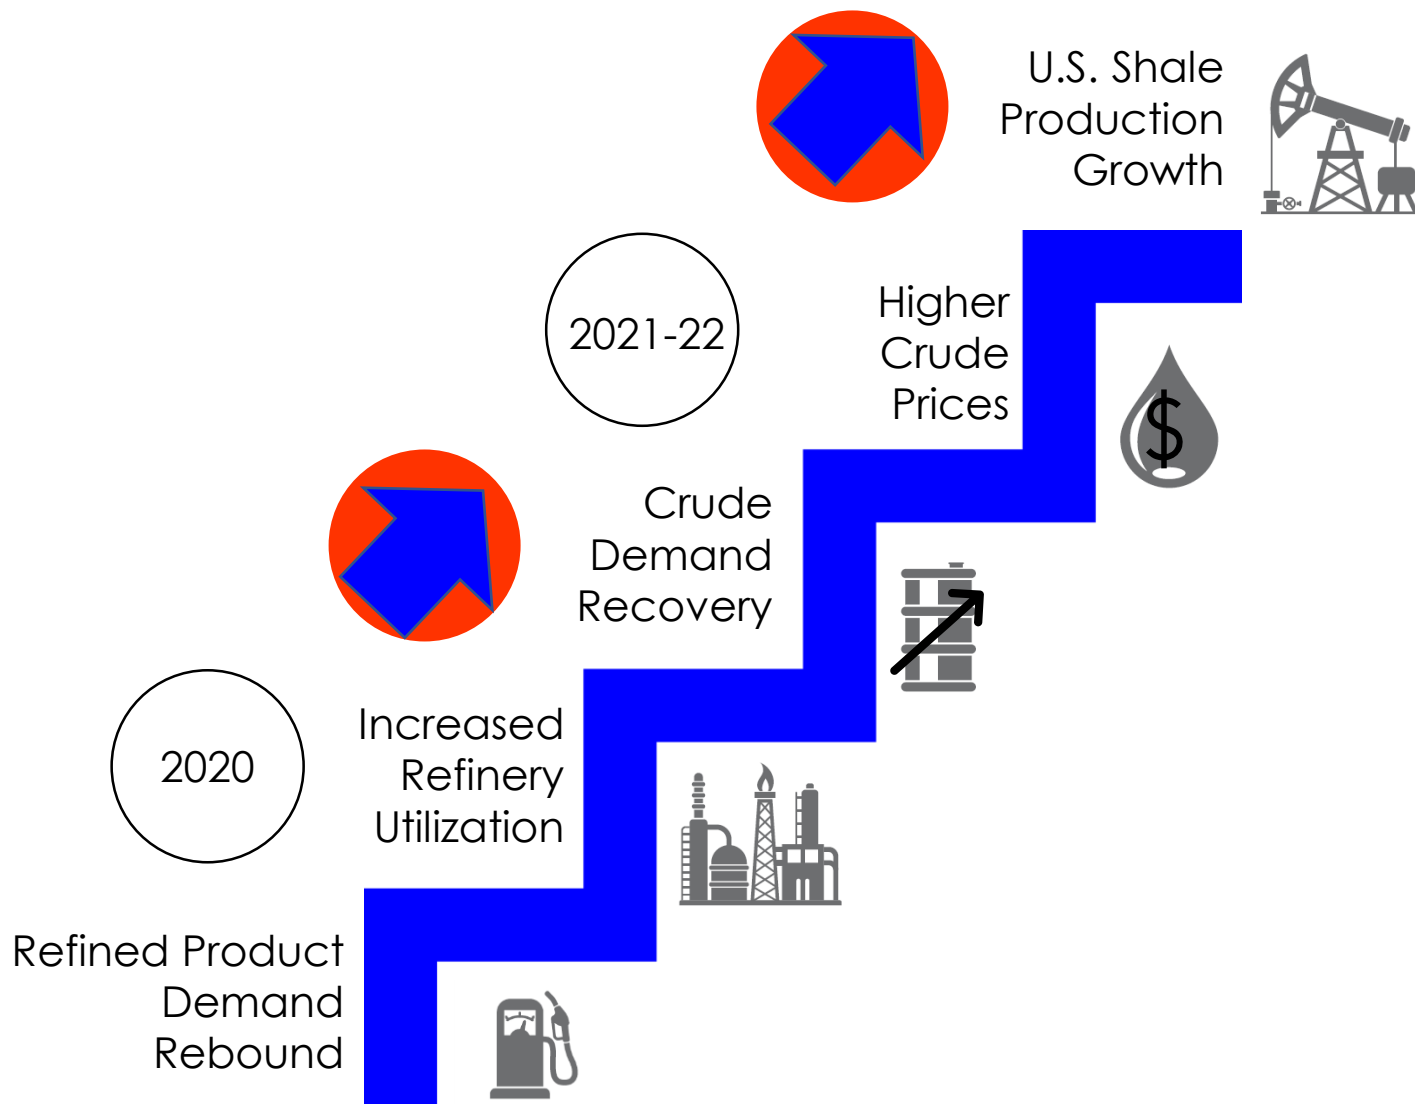 U.S. Shale
Production
Growth
2021-22
Higher
Crude
Prices
$
Crude
Demand
Recovery
2020
Increased
Refinery
Utilization
Refined Product
Demand
Rebound